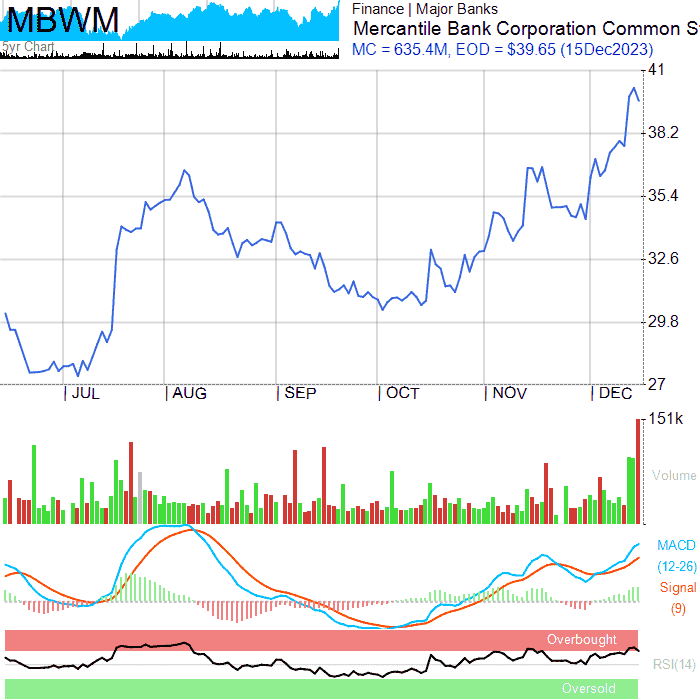 MBWM
5yr Chart
Finance | Major Banks
Mercantile Bank Corporation Common S
MC = 635.4M, EOD = $39.65 (15Dec2023)
41
38.2
35.4
32.6
29.8
27
JUL AUG SEP OCT NOV DEC
151k
Volume
MACD
(12-26)
Signal
(9)
Overbought
RSI(14)
Oversold